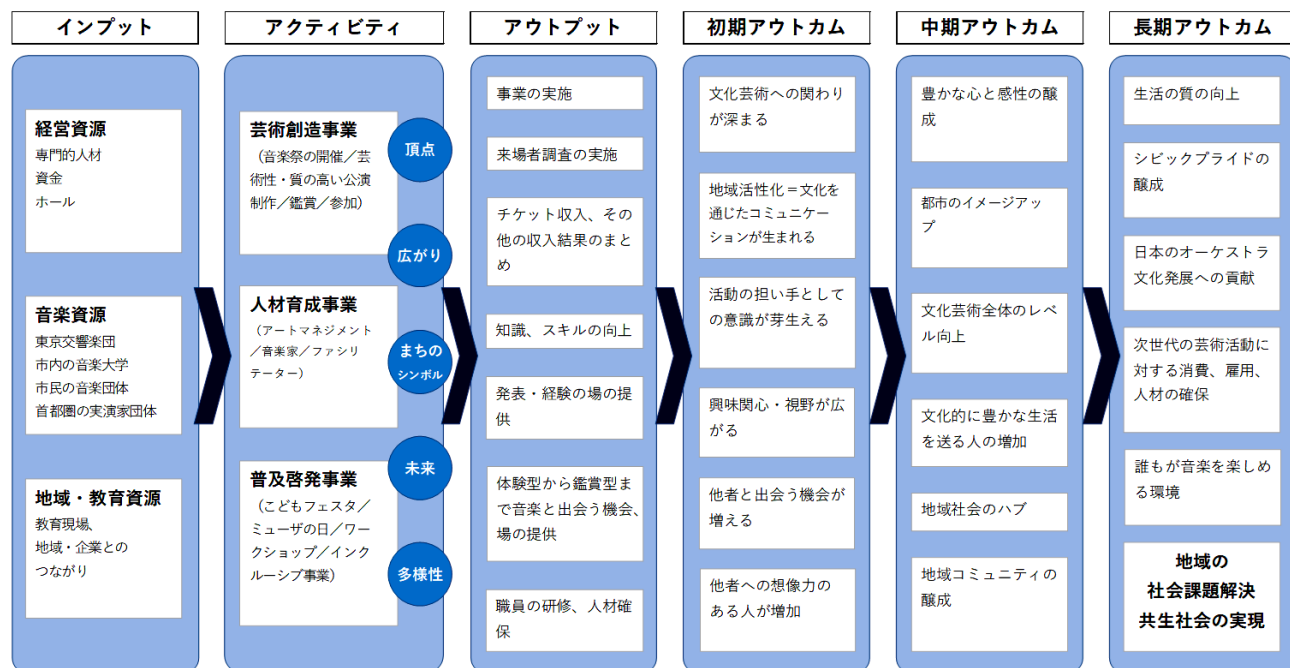 インプット
経営資源
専門的人材
資金
ホール
音楽資源
東京交響楽団
市内の音楽大学
市民の音楽団体
首都圏の実演家団体
地域・教育資源
教育現場、
地域・企業との
つながり
アクティビティ
芸術創造事業
（音楽祭の開催／芸
術性・質の高い公演
制作／鑑賞／参加）
人材育成事業
（アートマネジメント
／音楽家／ファシリ
テーター）
普及啓発事業
（こどもフェスタ／
ミューザの日／ワー
クショップ／インク
ルーシブ事業）
頂点
広がり
まちの
シンボル
未来
多様性
アウトプット
事業の実施
来場者調査の実施
チケット収入、その
他の収入結果のまと
め
知識、スキルの向上
発表・経験の場の提
供
体験型から鑑賞型ま
で音楽と出会う機会、
場の提供
職員の研修、人材確
保
初期アウトカム
文化芸術への関わり
が深まる
地域活性化＝文化を
通じたコミュニケー
ションが生まれる
活動の担い手として
の意識が芽生える
興味関心・視野が広
がる
他者と出会う機会が
増える
他者への想像力の
ある人が増加
中期アウトカム
豊かな心と感性の醸
成
都市のイメージアッ
プ
文化芸術全体のレベ
ル向上
文化的に豊かな生活
を送る人の増加
地域社会のハブ
地域コミュニティの
醸成
長期アウトカム
生活の質の向上
シビックプライドの
醸成
日本のオーケストラ
文化発展への貢献
次世代の芸術活動に
対する消費、雇用、
人材の確保
誰もが音楽を楽しめ
る環境
地域の
社会課題解決
共生社会の実現